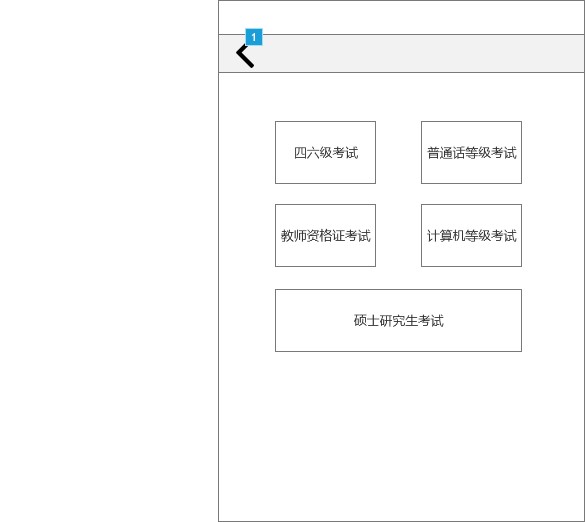 1
四六级考试
普通话等级考试
教师资格证考试
计算机等级考试
硕士研究生考试